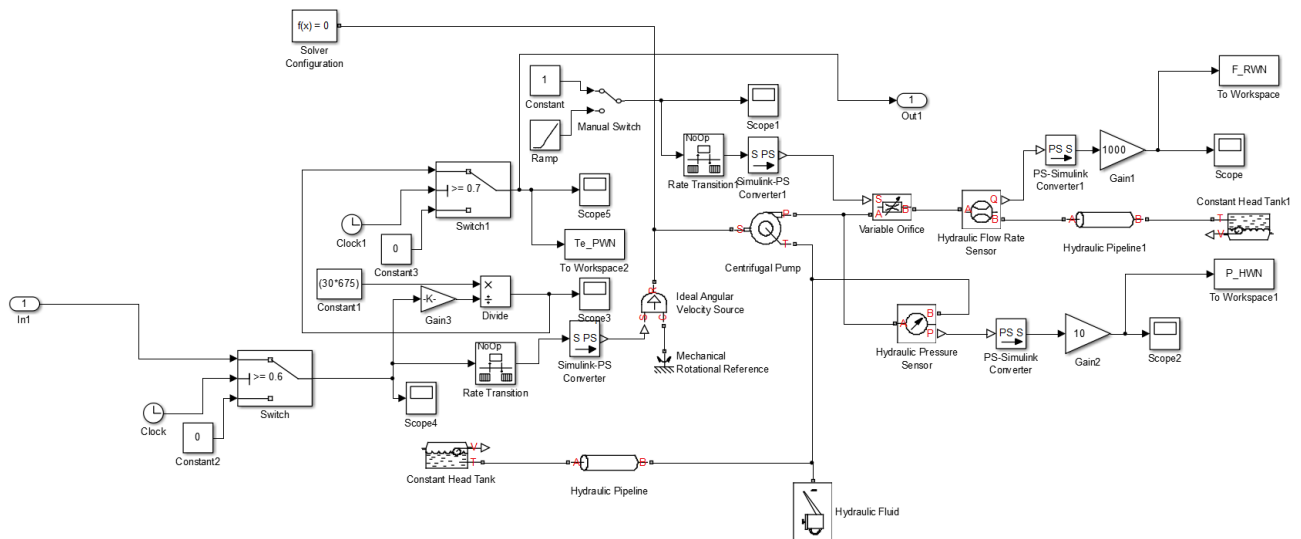 f(x) = 0
Solver
Configuration
1
Constant
Ramp
Manual Switch
Scope1
NoOp
Rate Transition1
S PS
Simulink-PS
Converter1
1
Out1
F_RWN
To Workspace
PS S
PS-Simulink
Converter1
1000
Gain1
Scope
>= 0.7
Switch1
Clock1
0
Constant3
Scope5
Te_PWN
To Workspace2
S
P
T
Centrifugal Pump
S
A
B
Variable Orifice
A
Q
B
Hydraulic Flow Rate
Sensor
A
B
Hydraulic Pipeline1
Constant Head Tank1
T
V
P_HWN
To Workspace1
(30*675)
Constant1
-K-
Gain3
×
÷
Divide
Scope3
R
S
C
Ideal Angular
Velocity Source
Mechanical
Rotational Reference
A
B
P
Hydraulic Pressure
Sensor
PS S
PS-Simulink
Converter
10
Gain2
Scope2
1
In1
NoOp
Rate Transition
S PS
Simulink-PS
Converter
>= 0.6
Switch
Clock
0
Constant2
Scope4
V
T
Constant Head Tank
A
B
Hydraulic Pipeline
Hydraulic Fluid